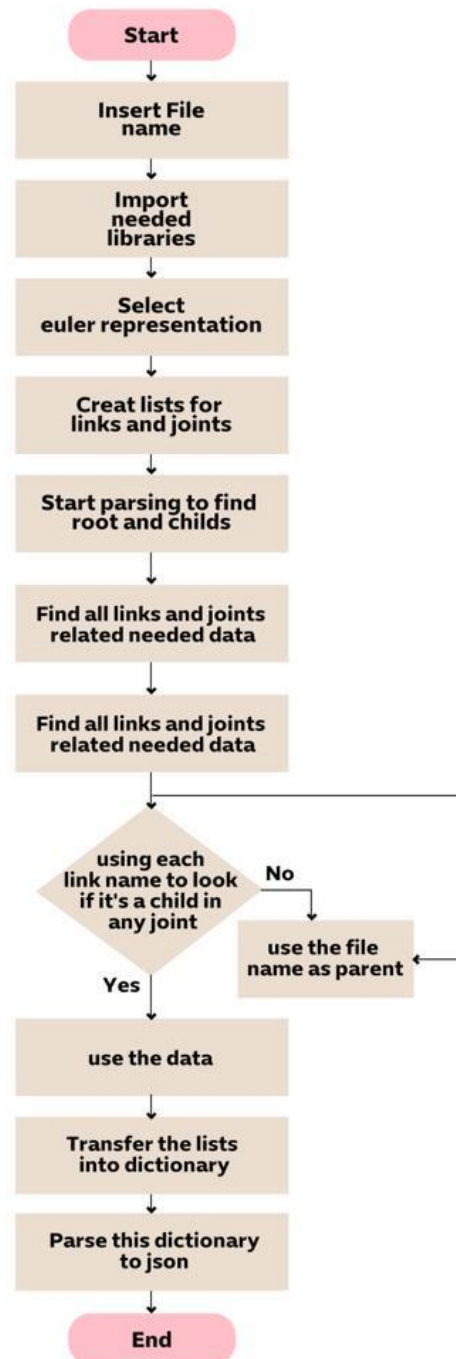 Start
Insert File
name
Import
needed
libraries
Select
euler representation
Creat lists for
links and joints
Start parsing to find
root and childs
Find all links and joints
related needed data
Find all links and joints
related needed data
using each
link name to look
if it's a child in
any joint
No
use the file
name as parent
Yes
use the data
Transfer the lists
into dictionary
Parse this dictionary
to json
End